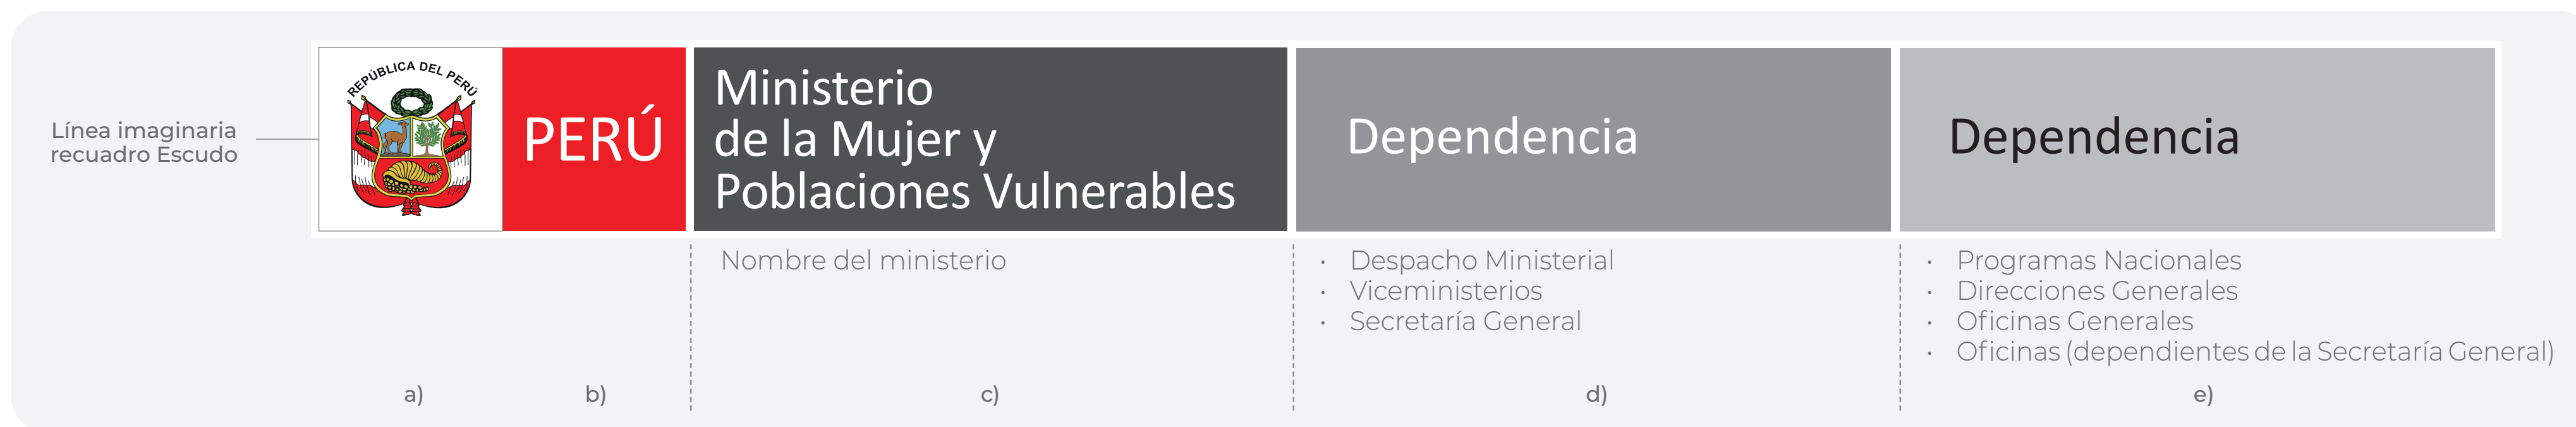 Línea imaginaria
recuadro Escudo
REPÚBLICA DEL PERÚ
PERÚ
Ministerio
de la Mujer y
Poblaciones Vulnerables
Dependencia
Dependencia
Nombre del ministerio
· Despacho Ministerial
· Viceministerios
· Secretaría General
· Programas Nacionales
· Direcciones Generales
· Oficinas Generales
· Oficinas (dependientes de la Secretaría General)
a)
b)
c)
d)
e)